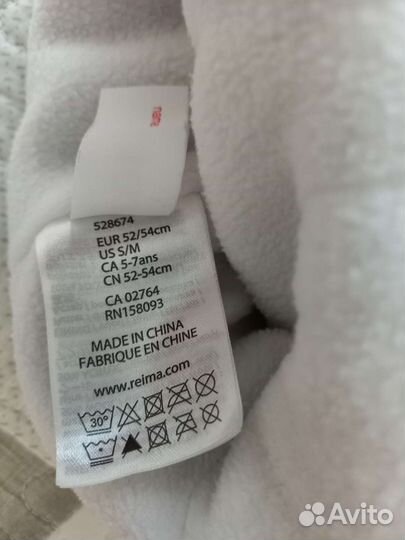 name
528674
EUR 52/54cm
US S/M
CA 5-7ans
CN 52-54cm
CA 02764
RN158093
MADE IN CHINA
FABRIQUE EN CHINE
www.reima.com
30°
Avito